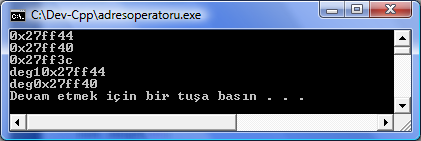 C:\Dev-Cpp\adresoperatoru.exe
0x27ff44
0x27ff40
0x27ff3c
deg10x27ff44
deg0x27ff40
Devam etmek için bir tuşa basın . . .